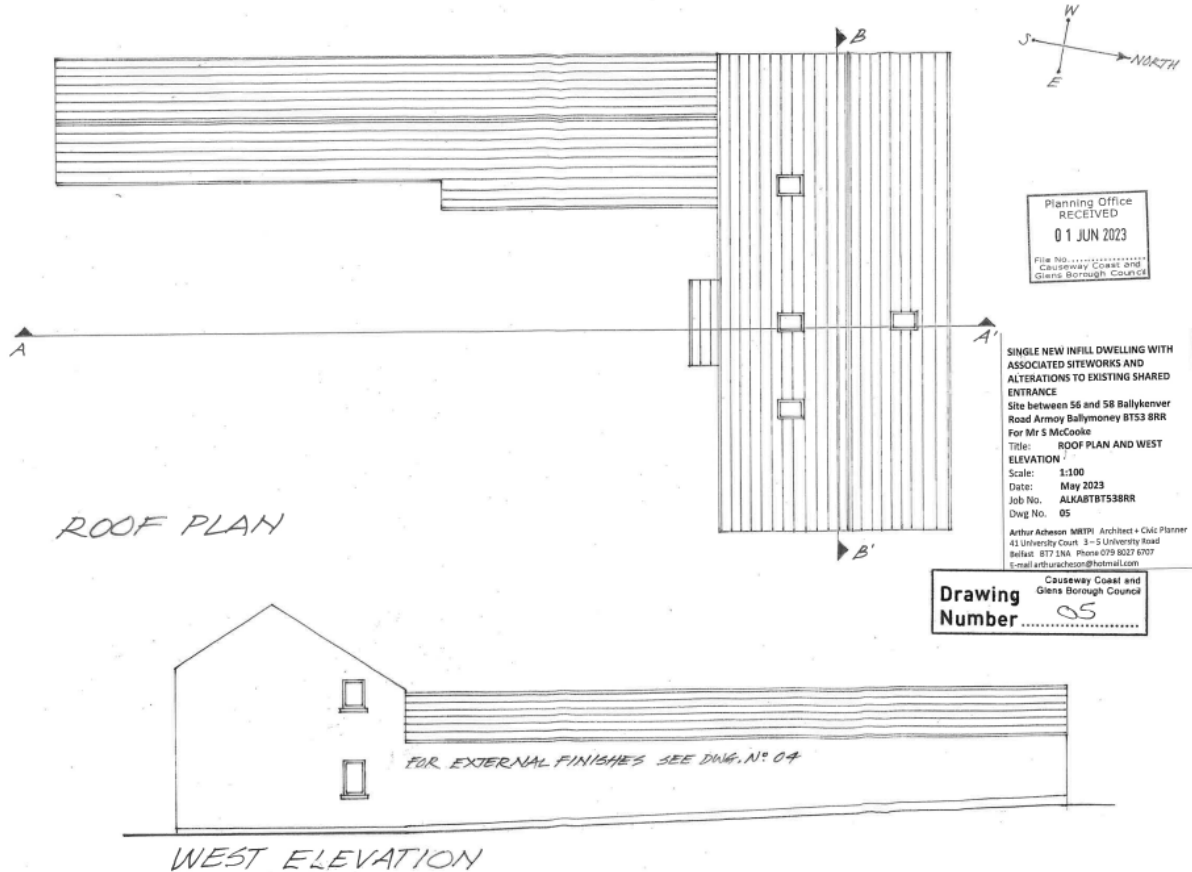 B
W
S
NORTH
E
Planning Office
RECEIVED
01 JUN 2023
File No. ....................
Causeway Coast and
Glens Borough Council
A
A'
SINGLE NEW INFILL DWELLING WITH
ASSOCIATED SITEWORKS AND
ALTERATIONS TO EXISTING SHARED
ENTRANCE
Site between 56 and 58 Ballykenver
Road Armoy Ballymoney BT53 8RR
For Mr S McCooke
Title: ROOF PLAN AND WEST
ELEVATION
Scale: 1:100
Date: May 2023
Job No. ALKABTBT538RR
Dwg No. 05
Arthur Acheson MRTPI Architect + Civic Planner
41 University Court 3 – 5 University Road
Belfast BT7 1NA Phone 079 8027 6707
E-mail arthuracheson@hotmail.com
ROOF PLAN
B'
Causeway Coast and
Glens Borough Council
Drawing
Number 05
FOR EXTERNAL FINISHES SEE DWG. Nº 04
WEST ELEVATION